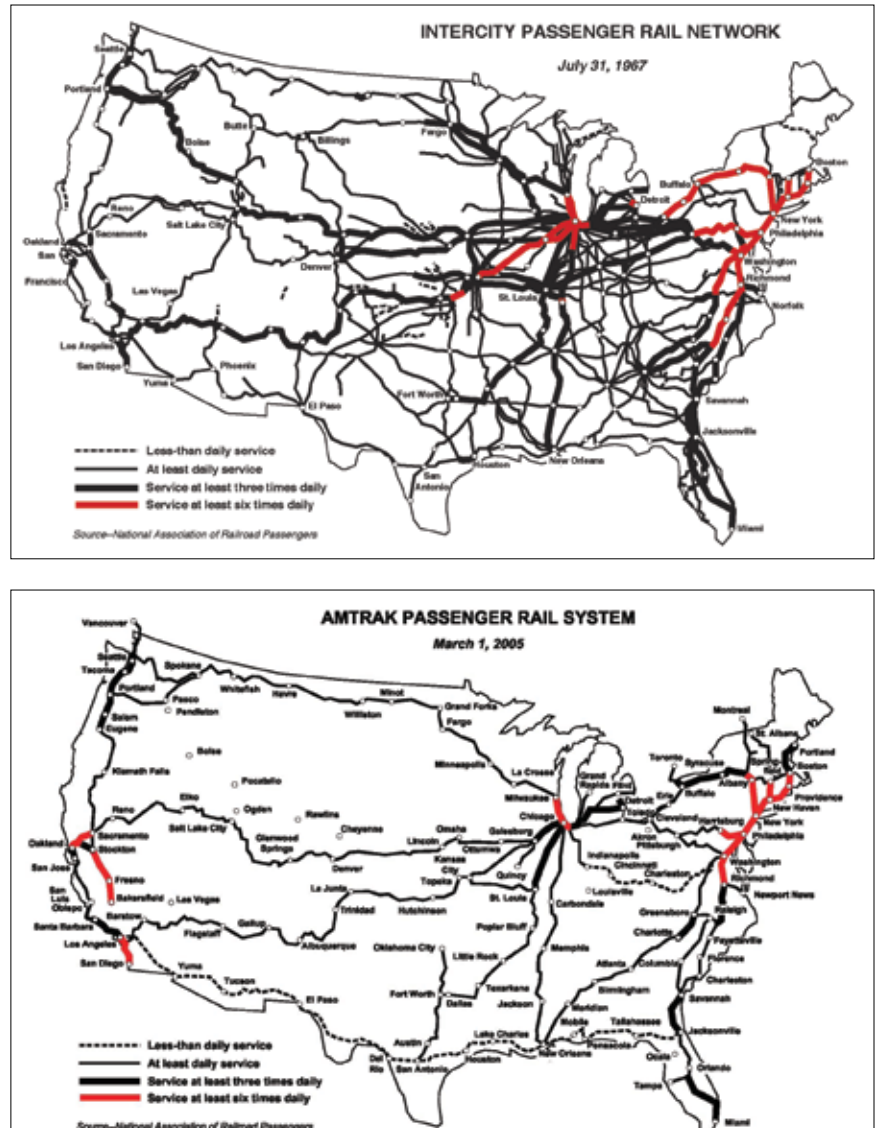 INTERCITY PASSENGER RAIL NETWORK
July 31, 1967
Seattle
Portland
Butte
Billings
Fargo
Boise
Boston
Buffalo
Detroit
New York
Philadelphia
Reno
Salt Lake City
Oakland
Sacramento
San
Francisco
Denver
Washington
Richmond
Norfolk
St. Louis
Las Vegas
Los Angeles
San Diego
Phoenix
Yuma
El Paso
Fort Worth
Savannah
Jacksonville
Houston
New Orleans
San
Antonio
Miami
Less-than daily service
At least daily service
Service at least three times daily
Service at least six times daily
Source--National Association of Railroad Passengers
AMTRAK PASSENGER RAIL SYSTEM
March 1, 2005
Vancouver
Seattle
Tacoma
Spokane
Portland
Pasco
Pendleton
Whitefish
Havre
Williston
Minot
Grand Forks
Fargo
Salem
Eugene
Montreal
St. Albans
Portland
Boston
Boise
Minneapolis
La Crosse
Toronto
Syracuse
Spring-
field
Albany
Klamath Falls
Pocatello
Milwaukee
Grand
Rapids
Detroit
Buffalo
Providence
New Haven
Reno
Elko
Ogden
Rawlins
Cheyenne
Chicago
Toledo
Erie
Cleveland
Harrisburg
New York
Philadelphia
Oakland
Sacramento
Stockton
Salt Lake City
Glenwood
Springs
Denver
Lincoln
Omaha
Ottumwa
Galesburg
Akron
Pittsburgh
San Jose
Kansas
City
Topeka
Quincy
Indianapolis
Cincinnati
Charleston
Washington
Richmond
Newport News
Fresno
Bakersfield
Las Vegas
La Junta
Trinidad
Hutchinson
St. Louis
Louisville
San
Luis
Obispo
Santa Barbara
Barstow
Flagstaff
Gallup
Albuquerque
Poplar Bluff
Carbondale
Greensboro
Raleigh
Charlotte
Fayetteville
Los Angeles
San Diego
Oklahoma City
Little Rock
Memphis
Atlanta
Columbia
Florence
Charleston
Yuma
Tucson
El Paso
Fort Worth
Dallas
Texarkana
Jackson
Birmingham
Meridian
Savannah
Austin
Lake Charles
Mobile
Tallahassee
Jacksonville
Del
Rio
San Antonio
Houston
New Orleans
Pensacola
Ocala
Orlando
Tampa
Miami
Less-than daily service
At least daily service
Service at least three times daily
Service at least six times daily
Source--National Association of Railroad Passengers